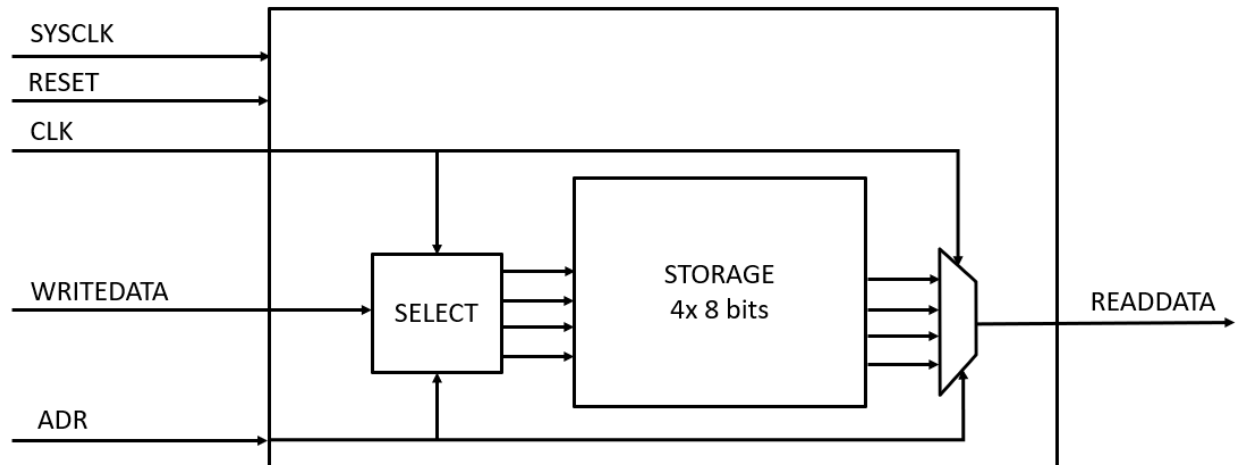 SYSCLK
RESET
CLK
WRITEDATA
SELECT
STORAGE
4x 8 bits
READDATA
ADR